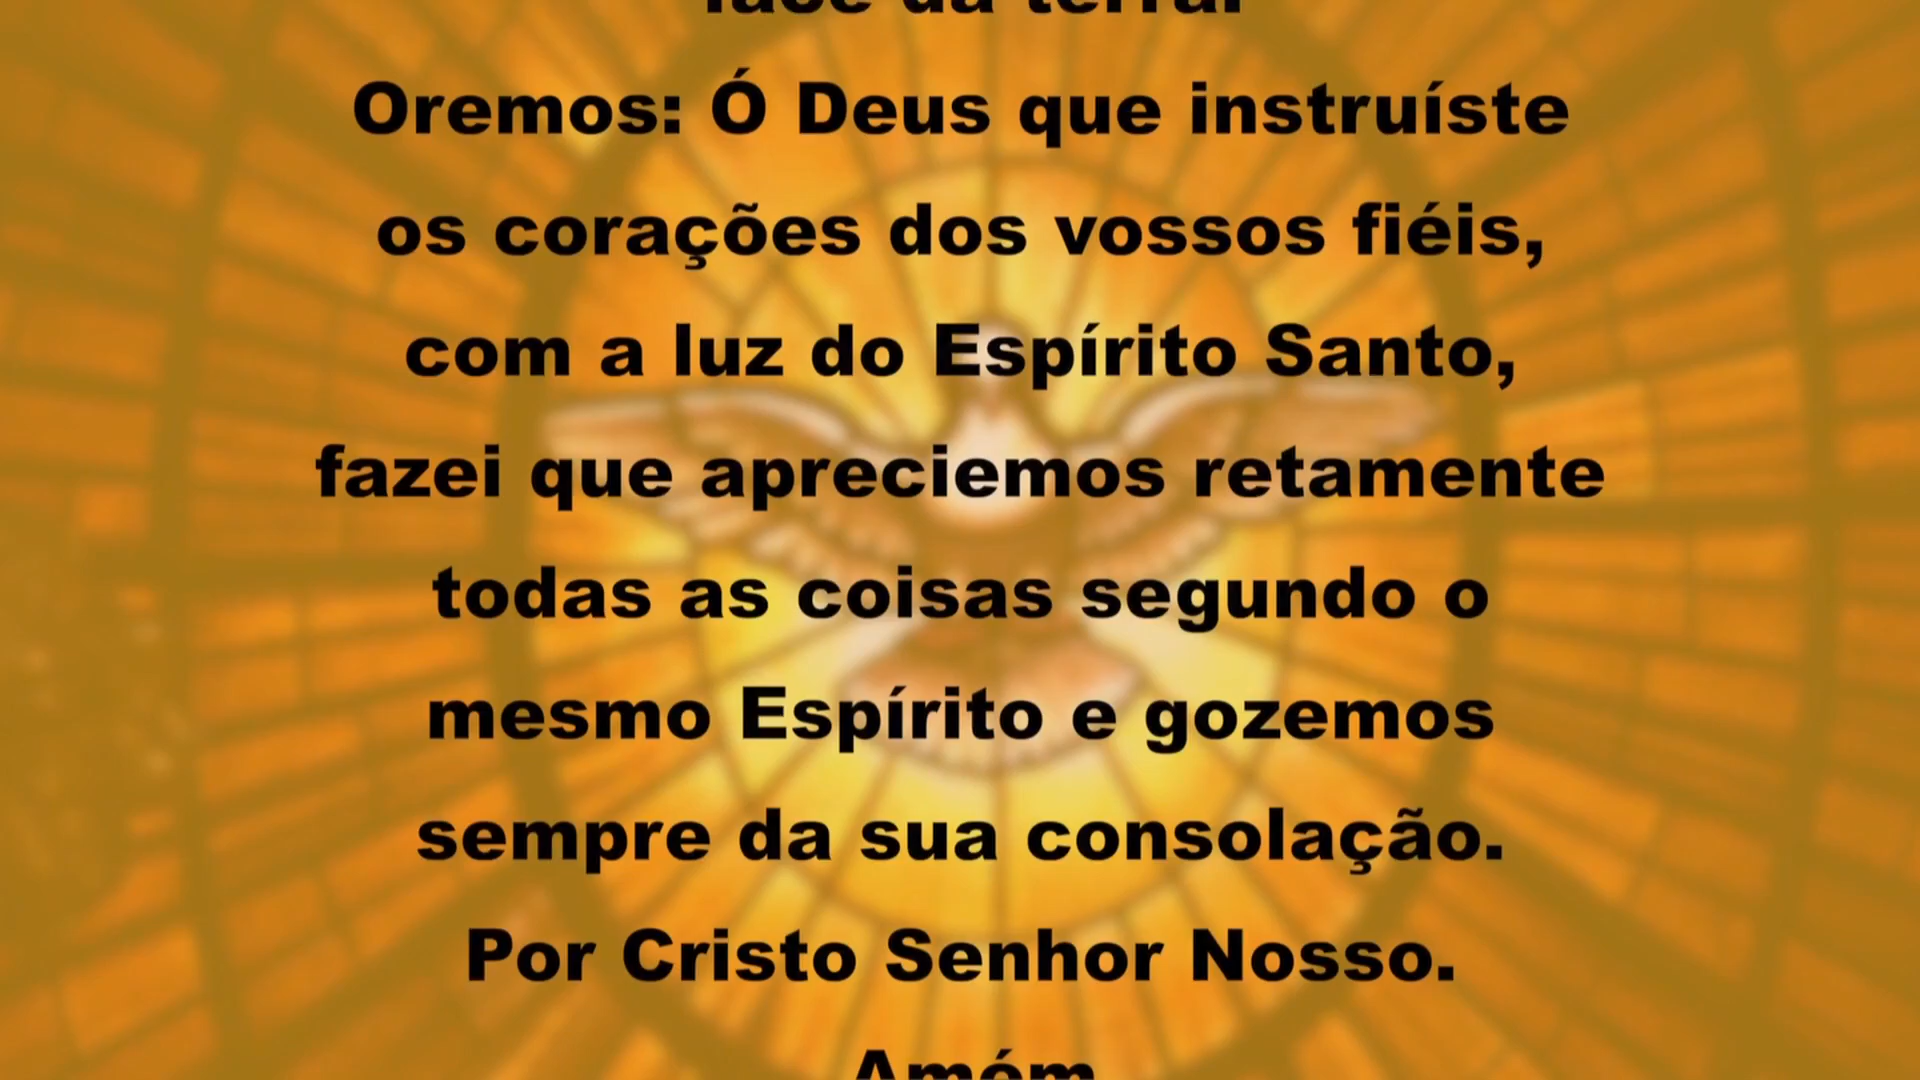 face da terra.
Oremos: Ó Deus que instruíste
os corações dos vossos fiéis,
com a luz do Espírito Santo,
fazei que apreciemos retamente
todas as coisas segundo o
mesmo Espírito e gozemos
sempre da sua consolação.
Por Cristo Senhor Nosso.
Amém